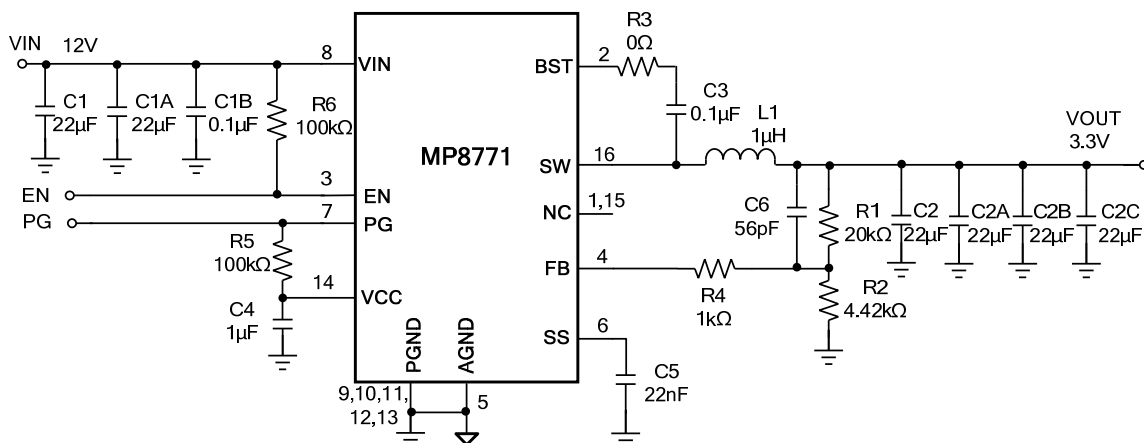 VIN 12V
8
VIN
C1
22µF
C1A
22µF
C1B
0.1µF
R6
100kΩ
EN
3
EN
PG
7
PG
R5
100kΩ
14
VCC
C4
1µF
MP8771
PGND
AGND
9,10,11,
12,13
5
BST
2
R3
0Ω
C3
0.1µF
L1
1µH
SW
16
NC
1,15
FB
4
R4
1kΩ
SS
6
C5
22nF
C6
56pF
R1
20kΩ
R2
4.42kΩ
C2
22µF
C2A
22µF
C2B
22µF
C2C
22µF
VOUT
3.3V